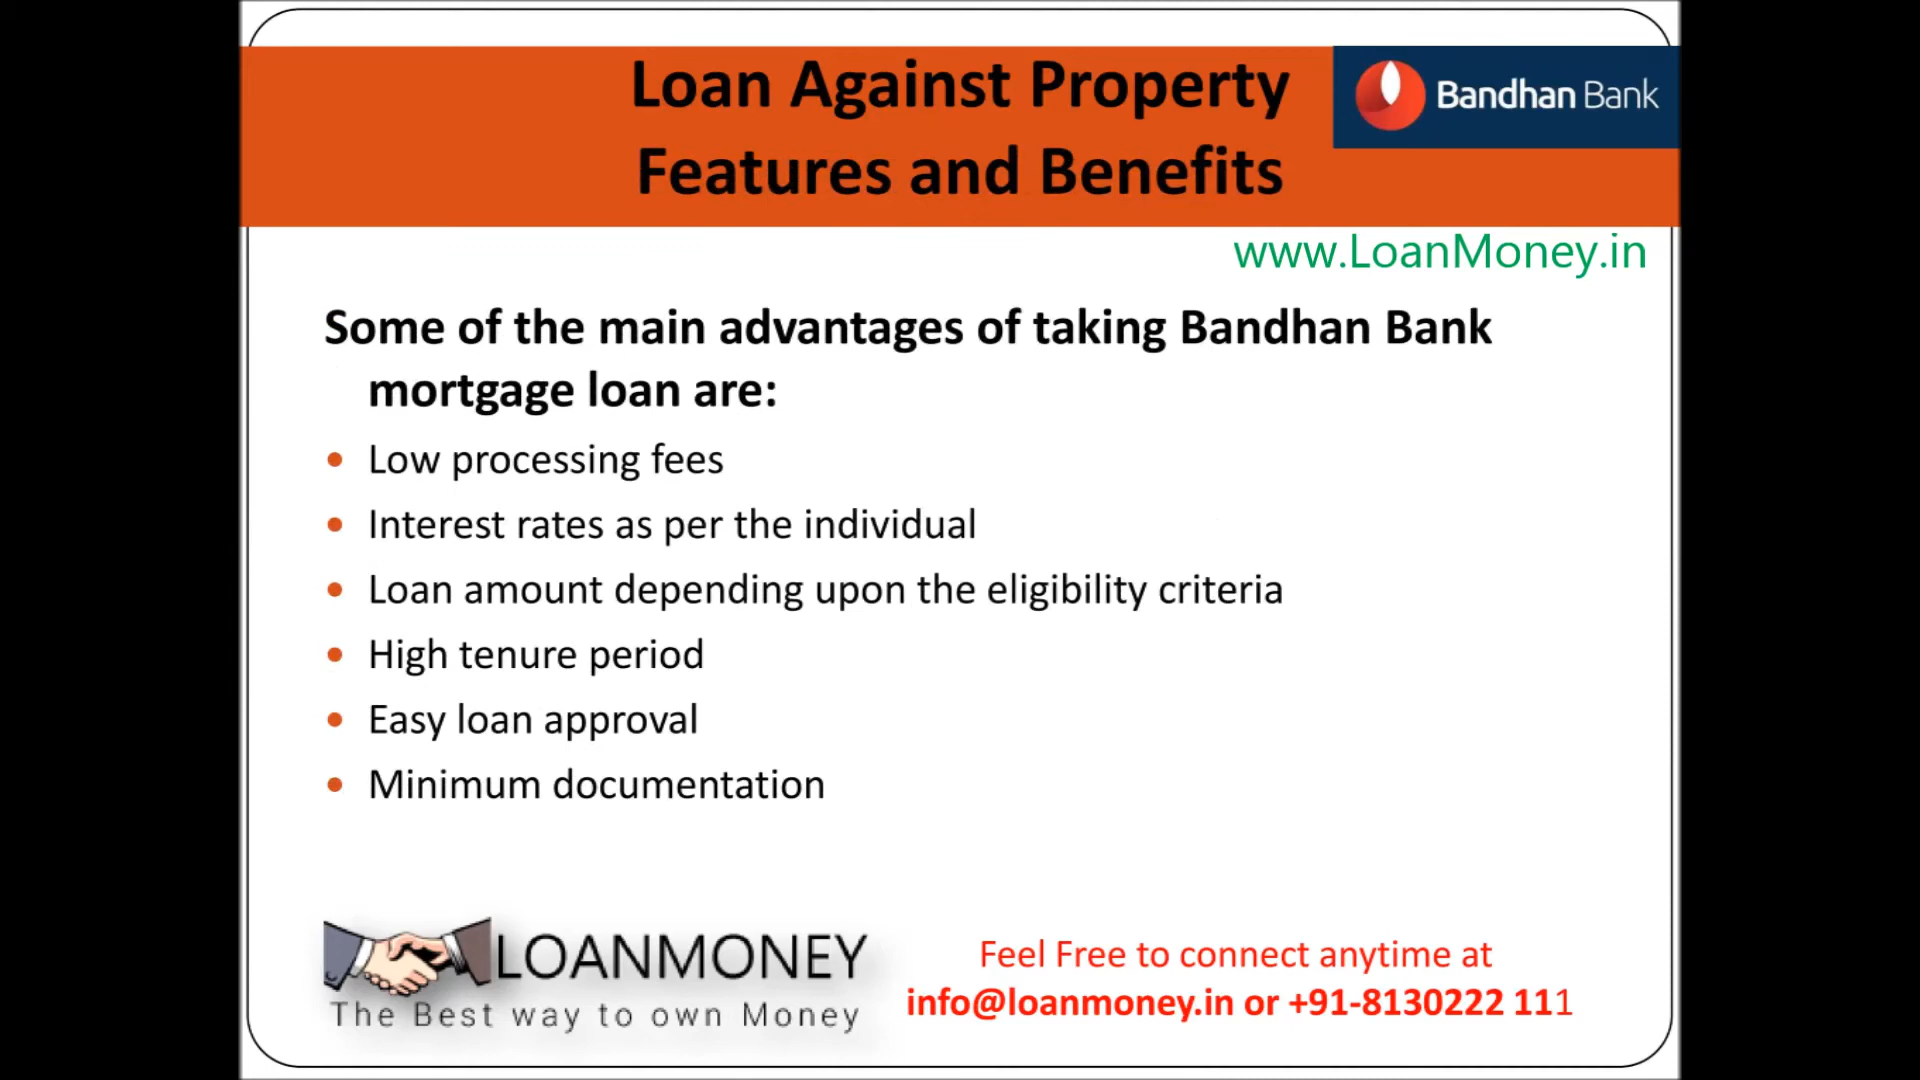 Loan Against Property
Features and Benefits
Bandhan Bank
www.LoanMoney.in
Some of the main advantages of taking Bandhan Bank
mortgage loan are:
• Low processing fees
• Interest rates as per the individual
• Loan amount depending upon the eligibility criteria
• High tenure period
• Easy loan approval
• Minimum documentation
LOANMONEY
The Best way to own Money
Feel Free to connect anytime at
info@loanmoney.in or +91-8130222 111